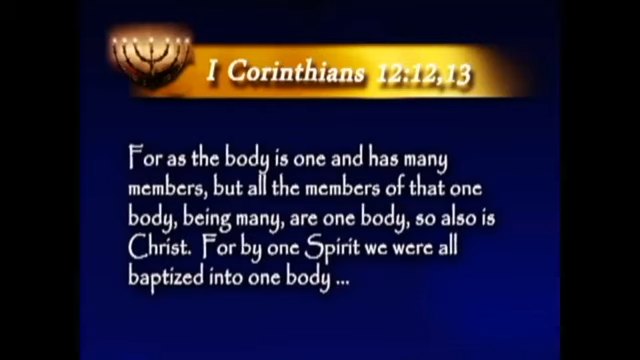 I Corinthians 12:12,13
For as the body is one and has many
members, but all the members of that one
body, being many, are one body, so also is
Christ. For by one Spirit we were all
baptized into one body ...